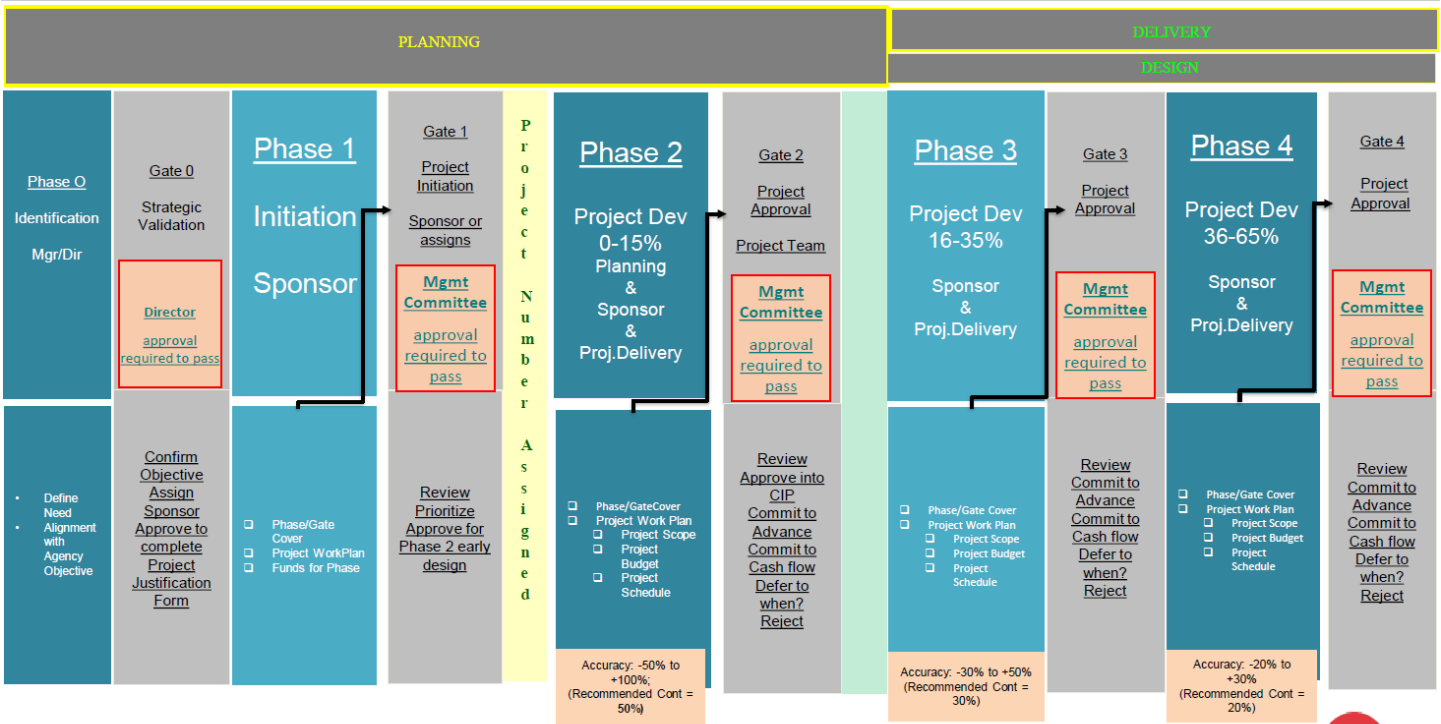 PLANNING
DELIVERY
DESIGN
Phase O
Identification
Mgr/Dir
Define
Need
Alignment
with
Agency
Objective
Gate 0
Strategic
Validation
Director
approval
required to pass
Confirm
Objective
Assign
Sponsor
Approve to
complete
Project
Justification
Form
Phase 1
Initiation
Sponsor
Phase/Gate
Cover
Project WorkPlan
Funds for Phase
Gate 1
Project
Initiation
Sponsor or
assigns
Mgmt
Committee
approval
required to
pass
Review
Prioritize
Approve for
Phase 2 early
design
Project Number Assigned
Phase 2
Project Dev
0-15%
Planning
&
Sponsor
&
Proj.Delivery
Phase/GateCover
Project Work Plan
Project Scope
Project
Budget
Project
Schedule
Accuracy: -50% to
+100%;
(Recommended Cont =
50%)
Gate 2
Project
Approval
Project Team
Mgmt
Committee
approval
required to
pass
Review
Approve into
CIP
Commit to
Advance
Commit to
Cash flow
Defer to
when?
Reject
Phase 3
Project Dev
16-35%
Sponsor
&
Proj.Delivery
Phase/Gate Cover
Project Work Plan
Project Scope
Project Budget
Project
Schedule
Accuracy: -30% to +50%
(Recommended Cont =
30%)
Gate 3
Project
Approval
Mgmt
Committee
approval
required to
pass
Review
Commit to
Advance
Commit to
Cash flow
Defer to
when?
Reject
Phase 4
Project Dev
36-65%
Sponsor
&
Proj.Delivery
Phase/Gate Cover
Project Work Plan
Project Scope
Project Budget
Project
Schedule
Accuracy: -20% to
+30%
(Recommended Cont =
20%)
Gate 4
Project
Approval
Mgmt
Committee
approval
required to
pass
Review
Commit to
Advance
Commit to
Cash flow
Defer to
when?
Reject